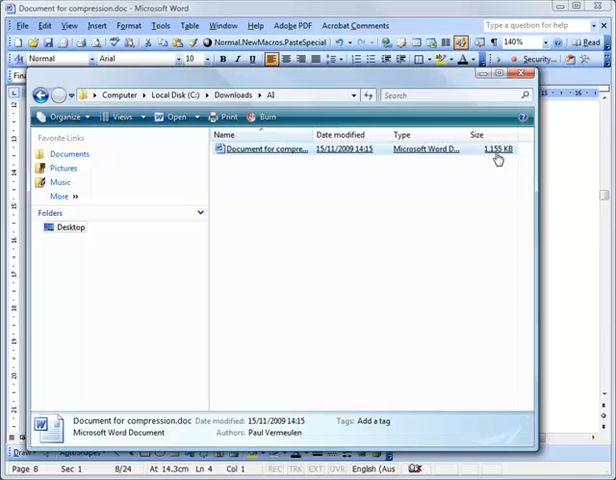 Document for compression.doc - Microsoft Word
File Edit View Insert Format Tools Table Window Help Adobe PDF Acrobat Comments Type a question for help
Normal.NewMacros.PasteSpecial 140% Read
Arial 10 Security...
Fina
Computer Local Disk (C:) Downloads AI Search
Organize Views Open Print Burn
Favorite Links
Documents
Pictures
Music
More »
Folders
Desktop
Name Date modified Type Size
Document for compre... 15/11/2009 14:15 Microsoft Word D... 1,155 KB
Document for compression.doc Date modified: 15/11/2009 14:15 Tags: Add a tag
Microsoft Word Document Authors: Paul Vermeulen
Draw AutoShapes
Page 8 Sec 1 8/24 At 14.3cm Ln 4 Col 1 REC TRK EXT OVR English (Aus